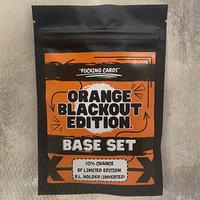 "FUCKING CARDS"
ORANGE
BLACKOUT
EDITION.
BASE SET
10% CHANCE
OF LIMITED EDITION
R.L. HOLDER (INVERTED)